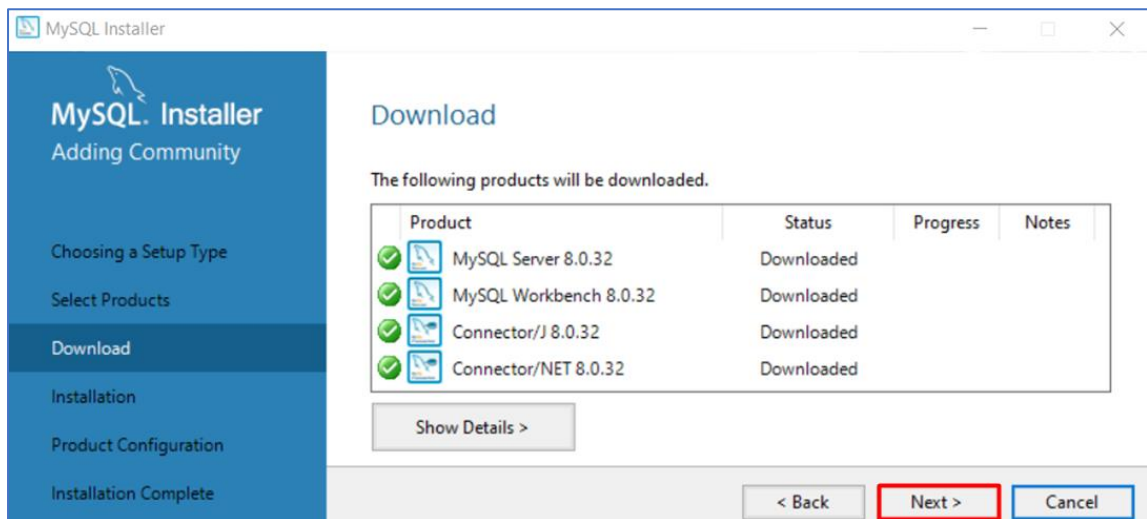 MySQL Installer
MySQL. Installer
Adding Community
Choosing a Setup Type
Select Products
Download
Installation
Product Configuration
Installation Complete
Download
The following products will be downloaded.
Product Status Progress Notes
MySQL Server 8.0.32 Downloaded
MySQL Workbench 8.0.32 Downloaded
Connector/J 8.0.32 Downloaded
Connector/NET 8.0.32 Downloaded
Show Details >
< Back Next > Cancel